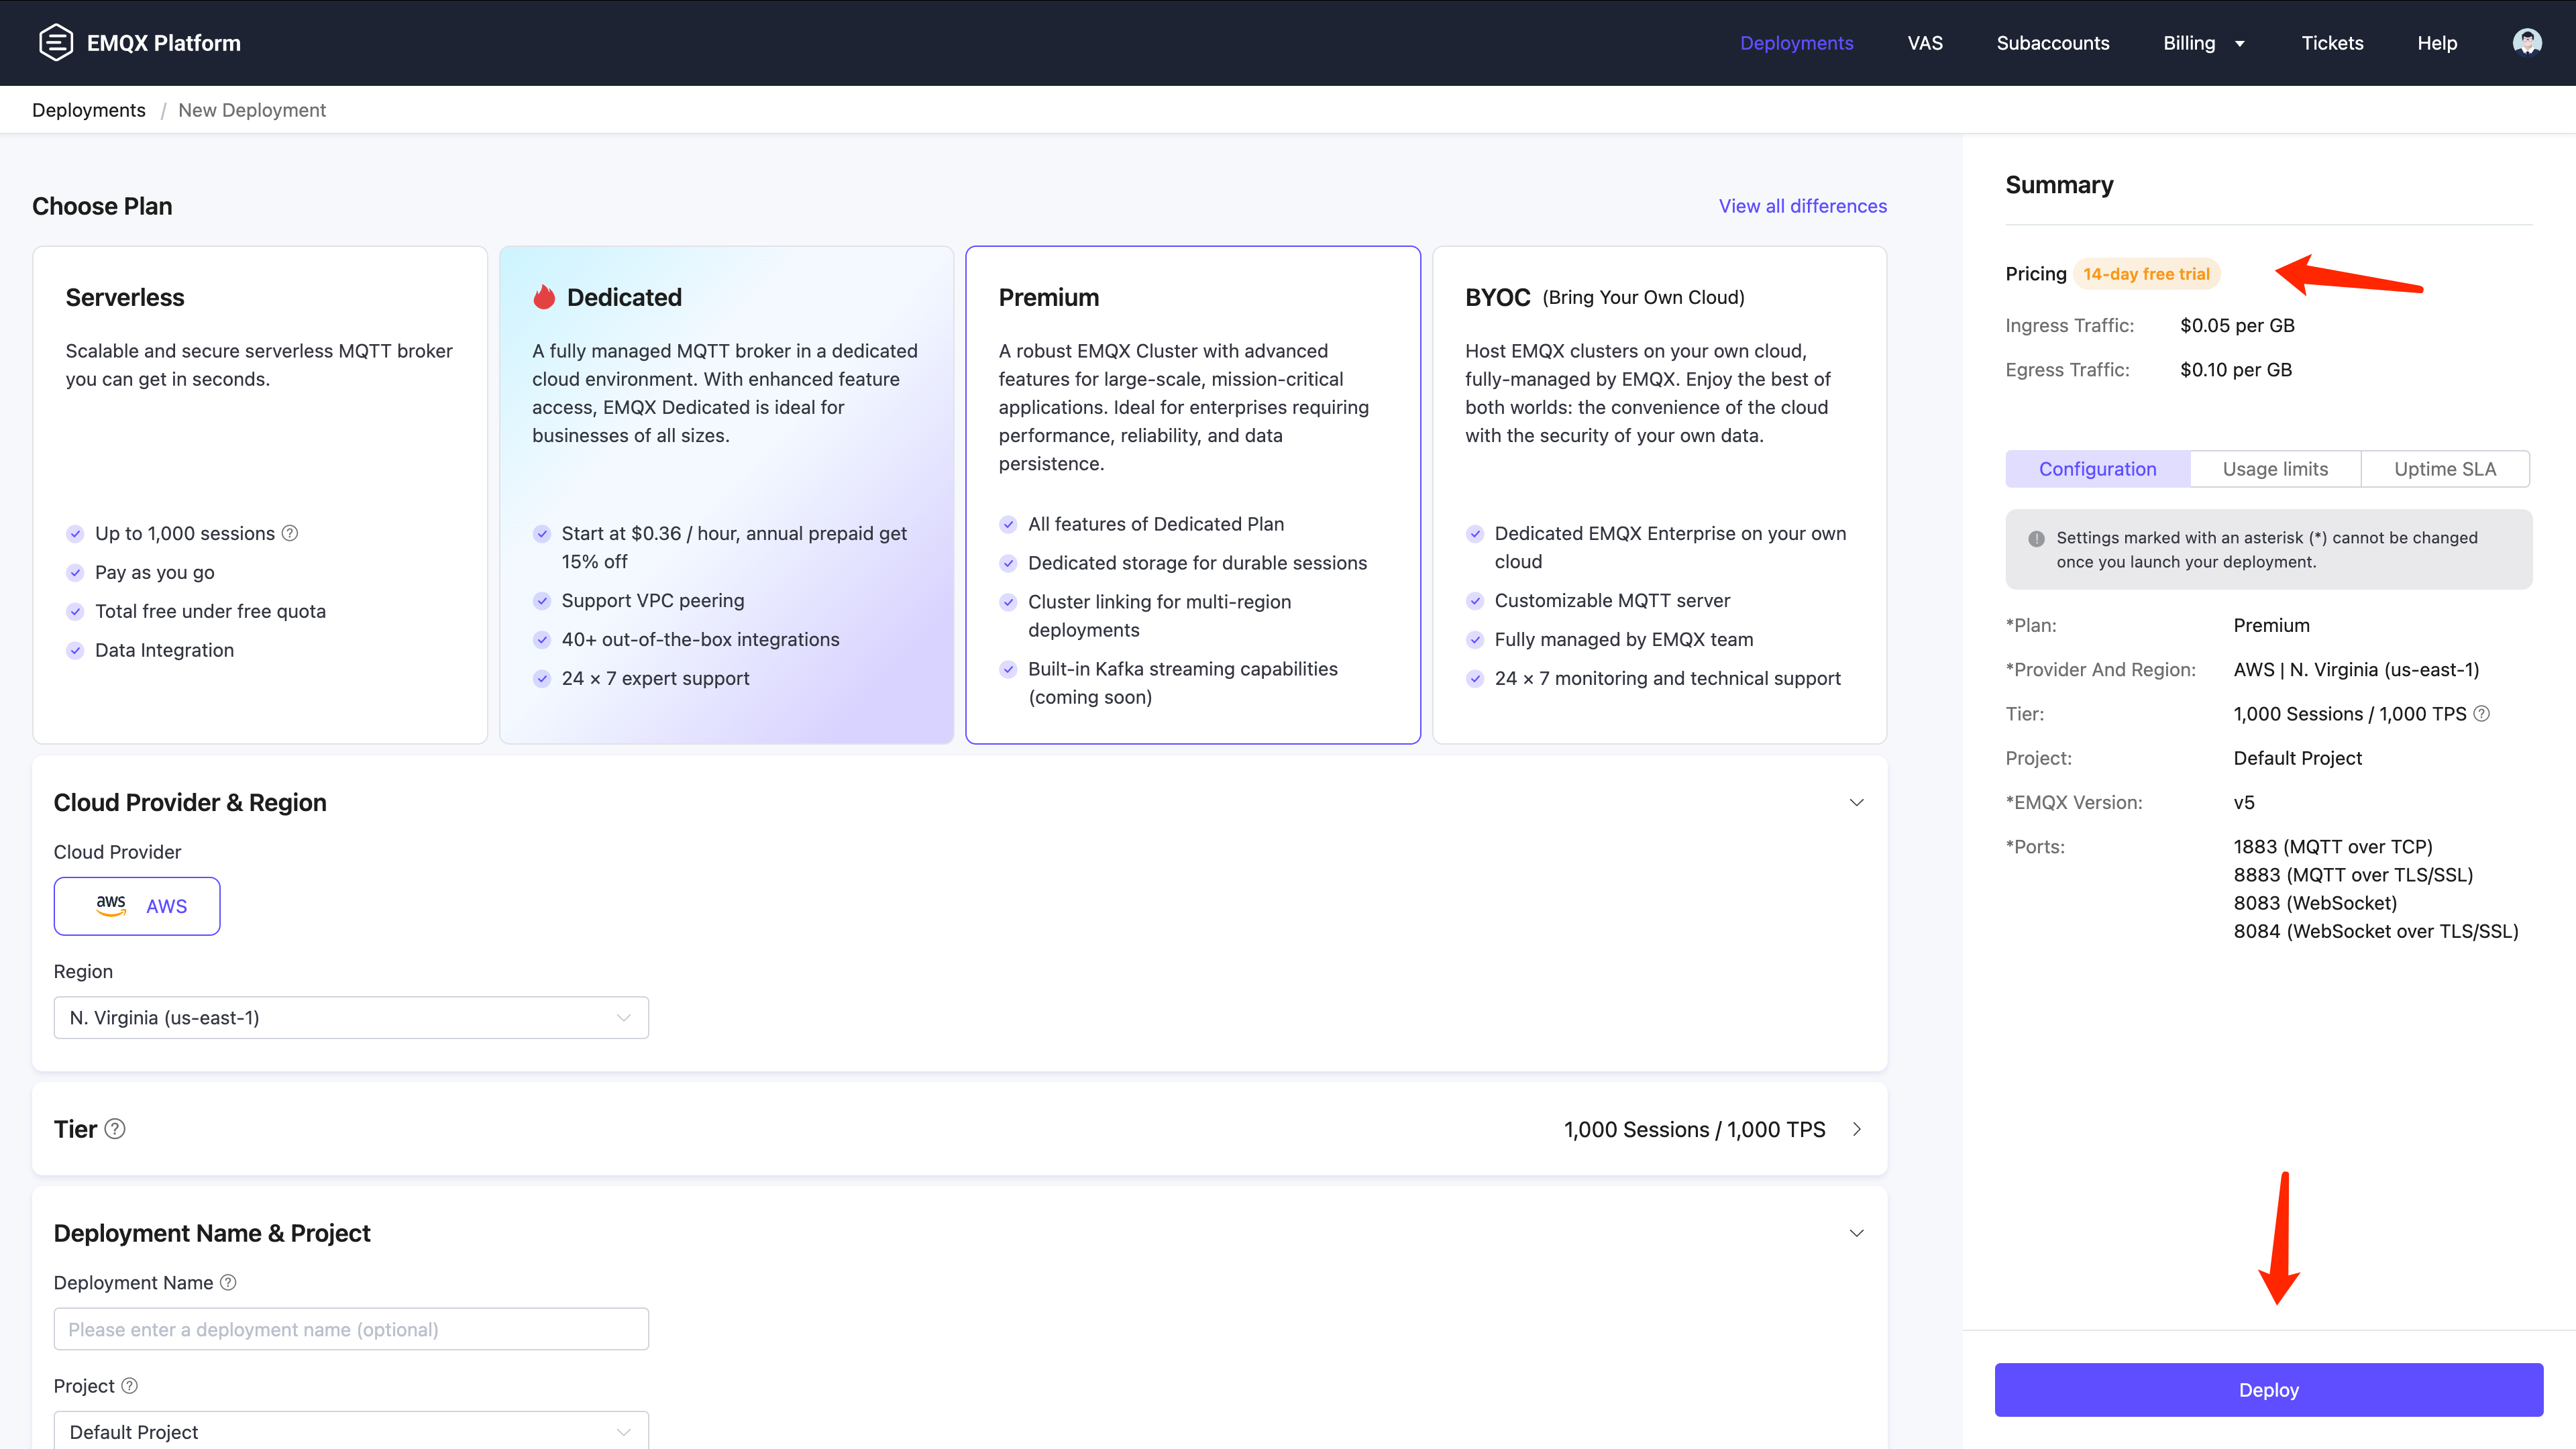 EMQX Platform
Deployments
VAS
Subaccounts
Billing
Tickets
Help
Deployments / New Deployment
Choose Plan
View all differences
Serverless
Scalable and secure serverless MQTT broker
you can get in seconds.
Up to 1,000 sessions
Pay as you go
Total free under free quota
Data Integration
Dedicated
A fully managed MQTT broker in a dedicated
cloud environment. With enhanced feature
access, EMQX Dedicated is ideal for
businesses of all sizes.
Start at $0.36 / hour, annual prepaid get
15% off
Support VPC peering
40+ out-of-the-box integrations
24 × 7 expert support
Premium
A robust EMQX Cluster with advanced
features for large-scale, mission-critical
applications. Ideal for enterprises requiring
performance, reliability, and data
persistence.
All features of Dedicated Plan
Dedicated storage for durable sessions
Cluster linking for multi-region
deployments
Built-in Kafka streaming capabilities
(coming soon)
BYOC (Bring Your Own Cloud)
Host EMQX clusters on your own cloud,
fully-managed by EMQX. Enjoy the best of
both worlds: the convenience of the cloud
with the security of your own data.
Dedicated EMQX Enterprise on your own
cloud
Customizable MQTT server
Fully managed by EMQX team
24 × 7 monitoring and technical support
Cloud Provider & Region
Cloud Provider
aws AWS
Region
N. Virginia (us-east-1)
Tier
1,000 Sessions / 1,000 TPS
Deployment Name & Project
Deployment Name
Please enter a deployment name (optional)
Project
Default Project
Summary
Pricing 14-day free trial
Ingress Traffic: $0.05 per GB
Egress Traffic: $0.10 per GB
Configuration
Usage limits
Uptime SLA
Settings marked with an asterisk (*) cannot be changed
once you launch your deployment.
*Plan: Premium
*Provider And Region: AWS | N. Virginia (us-east-1)
Tier: 1,000 Sessions / 1,000 TPS
Project: Default Project
*EMQX Version: v5
*Ports: 1883 (MQTT over TCP)
8883 (MQTT over TLS/SSL)
8083 (WebSocket)
8084 (WebSocket over TLS/SSL)
Deploy